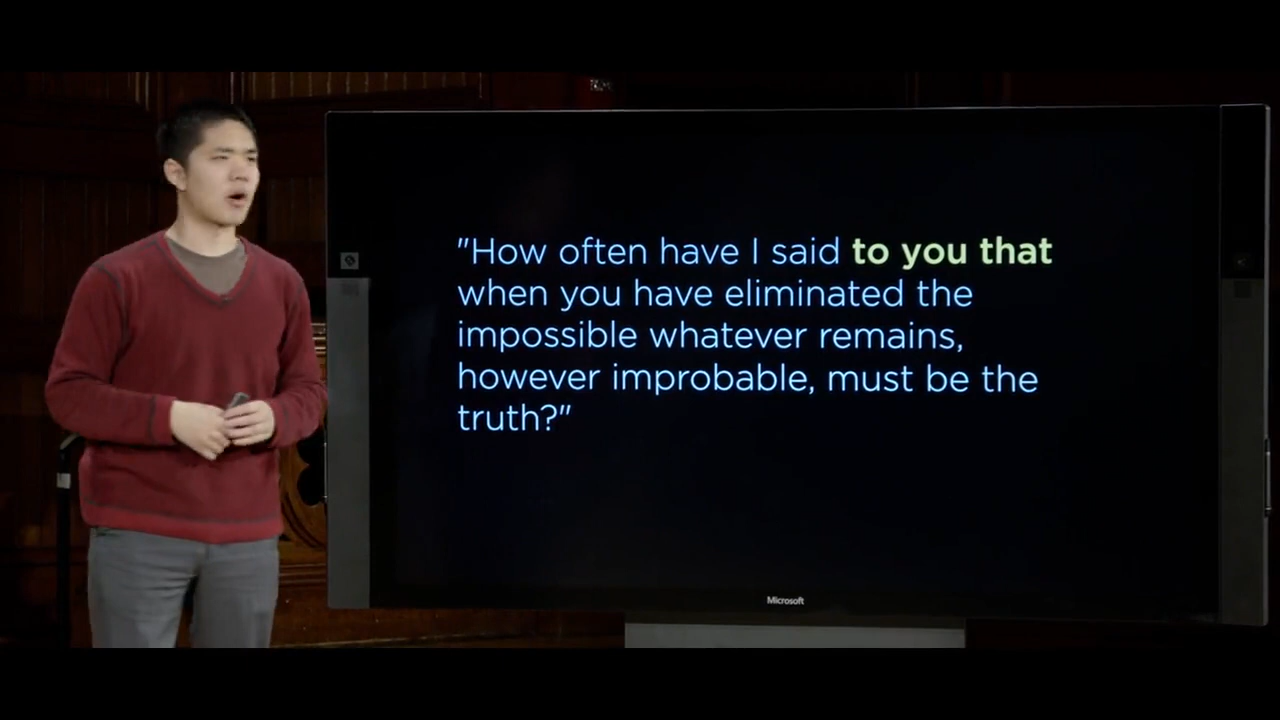 "How often have I said to you that
when you have eliminated the
impossible whatever remains,
however improbable, must be the
truth?"
Microsoft